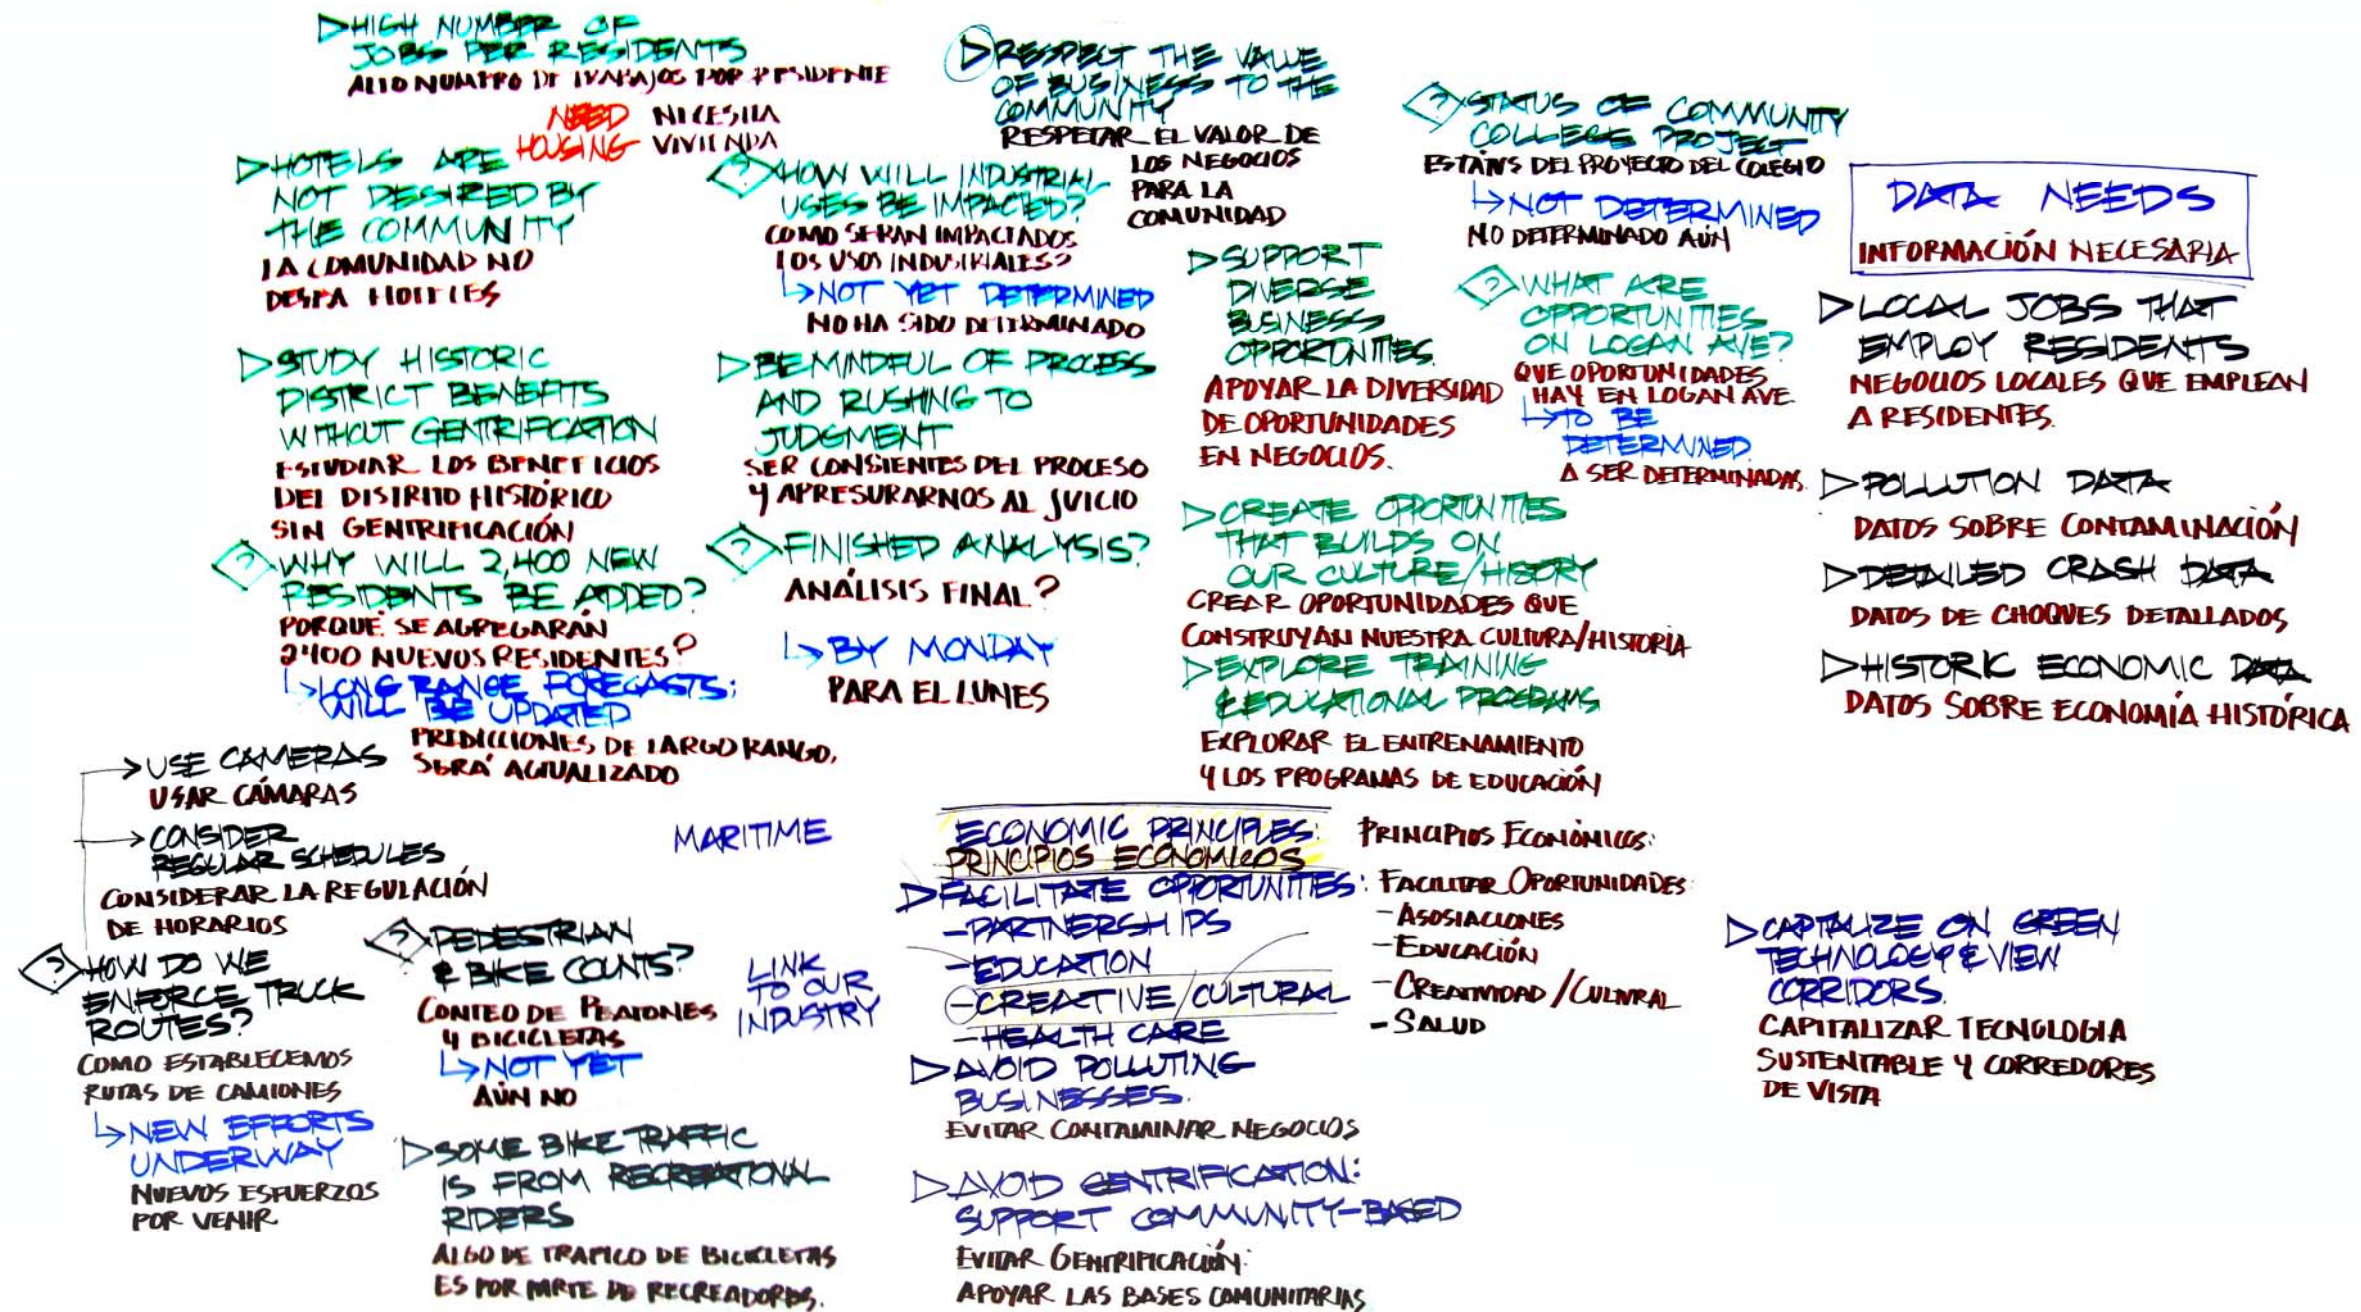 ▷HIGH NUMBER OF
JOBS PER RESIDENTS
ALTO NUMERO DE TRABAJOS POR RESIDENTE
NEED
HOUSING
NECESITA
VIVIENDA
▷HOTELS ARE
NOT DESIRED BY
THE COMMUNITY
LA COMUNIDAD NO
DESEA HOTELES
▷STUDY HISTORIC
DISTRICT BENEFITS
WITHOUT GENTRIFICATION
ESTUDIAR LOS BENEFICIOS
DEL DISTRITO HISTÓRICO
SIN GENTRIFICACIÓN
? WHY WILL 2,400 NEW
RESIDENTS BE ADDED?
PORQUÉ SE AGREGARÁN
2400 NUEVOS RESIDENTES?
↳LONG RANGE FORECASTS:
WILL BE UPDATED
PREDICCIONES DE LARGO RANGO,
SERÁ ACTUALIZADO
? HOW WILL INDUSTRIAL
USES BE IMPACTED?
COMO SERAN IMPACTADOS
LOS USOS INDUSTRIALES?
↳NOT YET DETERMINED
NO HA SIDO DETERMINADO
▷BE MINDFUL OF PROCESS
AND RUSHING TO
JUDGMENT
SER CONSIENTES DEL PROCESO
Y APRESURARNOS AL JUICIO
? FINISHED ANALYSIS?
ANÁLISIS FINAL?
↳BY MONDAY
PARA EL LUNES
▷RESPECT THE VALUE
OF BUSINESS TO THE
COMMUNITY
RESPETAR EL VALOR DE
LOS NEGOCIOS
PARA LA
COMUNIDAD
▷SUPPORT
DIVERSE
BUSINESS
OPPORTNITIES.
APOYAR LA DIVERSIDAD
DE OPORTUNIDADES
EN NEGOCIOS.
▷CREATE OPPORTUNITIES
THAT BUILDS ON
OUR CULTURE/HISORY
CREAR OPORTUNIDADES QUE
CONSTRUYAN NUESTRA CULTURA/HISTORIA
▷EXPLORE TRAINING
& EDUCATIONAL PROGRAMS
EXPLORAR EL ENTRENAMIENTO
Y LOS PROGRAMAS DE EDUCACIÓN
? STATUS OF COMMUNITY
COLLEGE PROJECT
DEL PROYECTO DEL COLEGIO
↳NOT DETERMINED
NO DETERMINADO AÚN
? WHAT ARE
OPPORTUNITIES
ON LOGAN AVE?
QUE OPORTUNIDADES
HAY EN LOGAN AVE.
↳TO BE
DETERMINED.
A SER DETERMINADAS.
DATA NEEDS
INFORMACIÓN NECESARIA
▷LOCAL JOBS THAT
EMPLOY RESIDENTS
NEGOCIOS LOCALES QUE EMPLEAN
A RESIDENTES.
▷POLLUTION DATA
DATOS SOBRE CONTAMINACIÓN
▷DETAILED CRASH DATA
DATOS DE CHOQUES DETALLADOS
▷HISTORIC ECONOMIC DATA
DATOS SOBRE ECONOMÍA HISTÓRICA
→USE CAMERAS
USAR CÁMARAS
→CONSIDER
REGULAR SCHEDULES
CONSIDERAR LA REGULACIÓN
DE HORARIOS
? HOW DO WE
ENFORCE TRUCK
ROUTES?
COMO ESTABLECEMOS
RUTAS DE CAMIONES
↳NEW EFFORTS
UNDERWAY
NUEVOS ESFUERZOS
POR VENIR
? PEDESTRIAN
& BIKE COUNTS?
CONTEO DE PEATONES
Y BICICLETAS
↳NOT YET
AÚN NO
▷SOME BIKE TRAFFIC
IS FROM RECREATIONAL
RIDERS
ALGO DE TRAFICO DE BICICLETAS
ES POR PARTE DE RECREADORES.
MARITIME
LINK
TO OUR
INDUSTRY
ECONOMIC PRINCIPLES:
PRINCIPIOS ECONOMICOS
▷FACILITATE OPPORTUNITIES:
-PARTNERSHIPS
-EDUCATION
-CREATIVE/CULTURAL
-HEALTH CARE
▷AVOID POLLUTING
BUSINESSES.
EVITAR CONTAMINAR NEGOCIOS
▷AVOID GENTRIFICATION:
SUPPORT COMMUNITY-BASED
EVITAR GENTRIFICACIÓN:
APOYAR LAS BASES COMUNITARIAS
PRINCIPIOS ECONÓMICOS:
FACILITAR OPORTUNIDADES:
-ASOSIACIONES
-EDUCACIÓN
-CREATIVIDAD/CULTURAL
-SALUD
▷CAPITALIZE ON GREEN
TECHNOLOGY & VIEW
CORRIDORS.
CAPITALIZAR TECNOLOGIA
SUSTENTABLE Y CORREDORES
DE VISTA